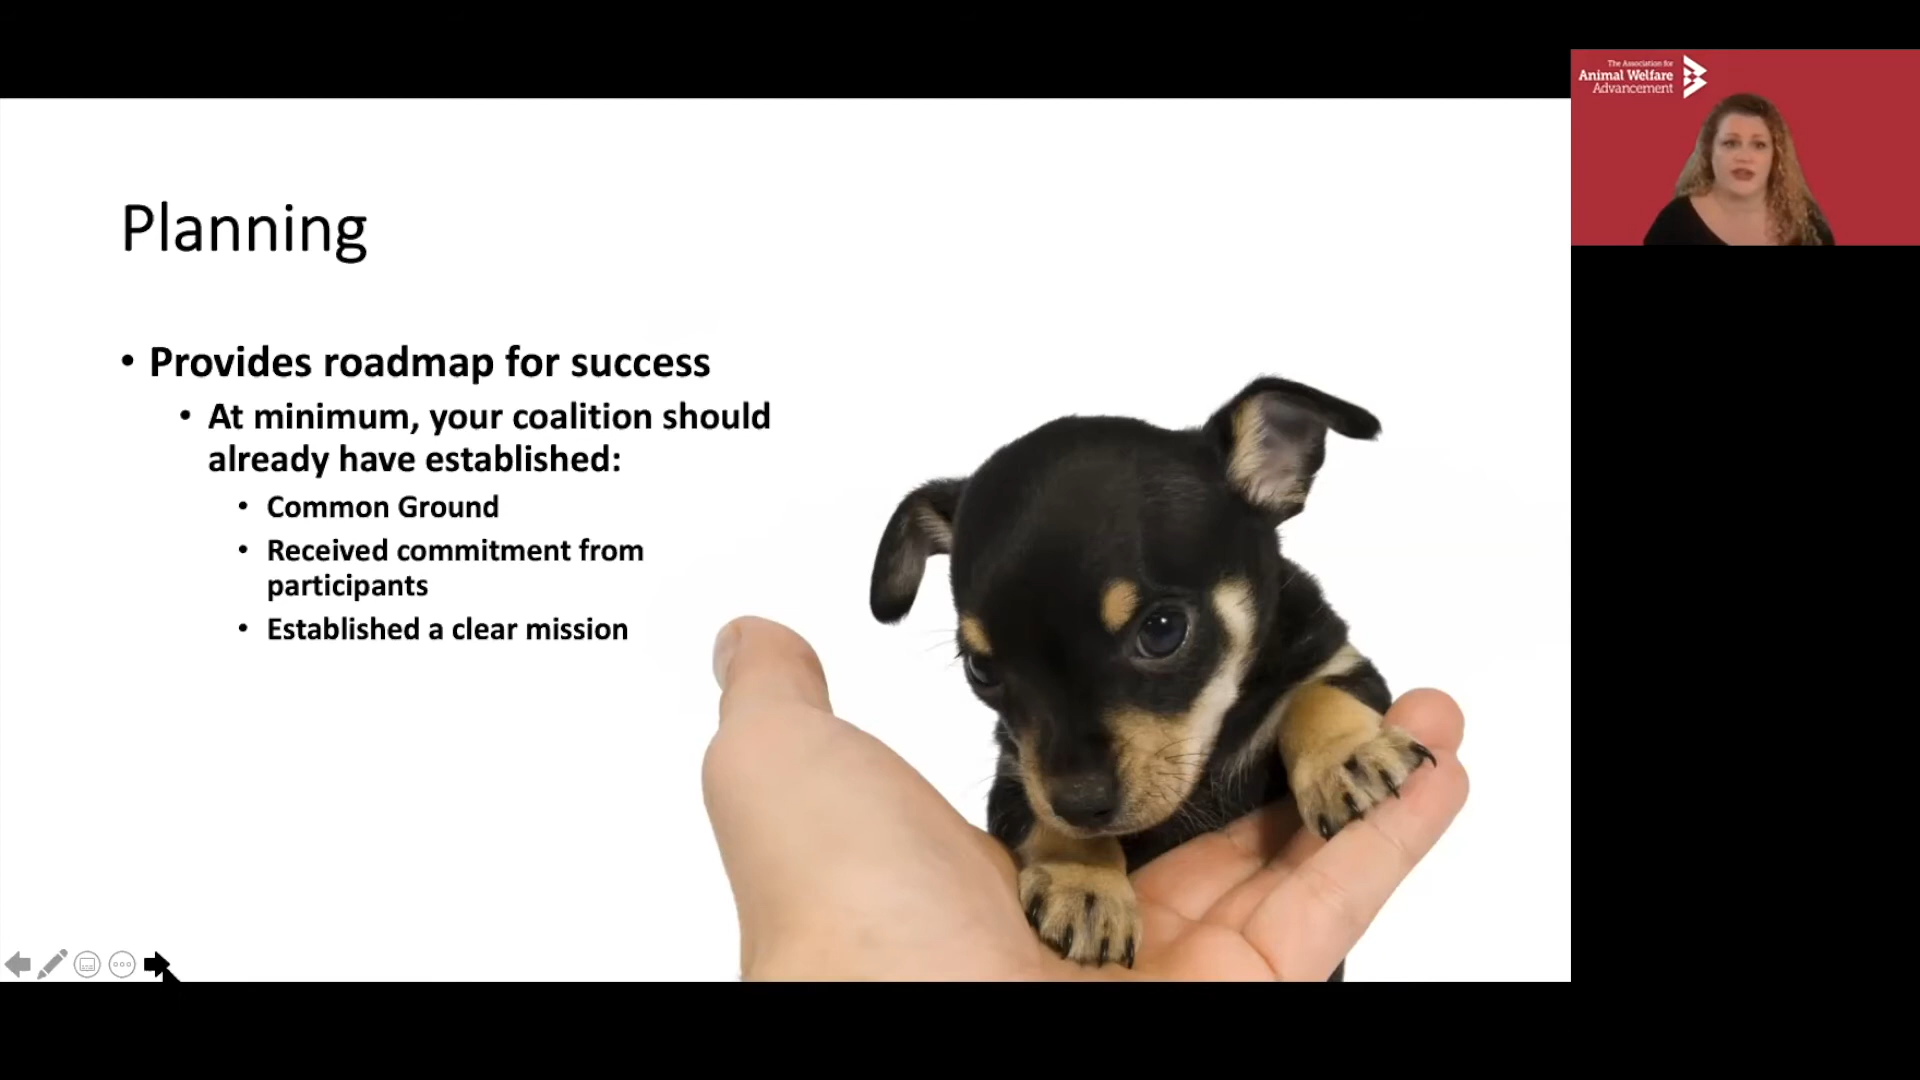 The Association for
Animal Welfare
Advancement
Planning
• Provides roadmap for success
• At minimum, your coalition should
already have established:
• Common Ground
• Received commitment from
participants
• Established a clear mission